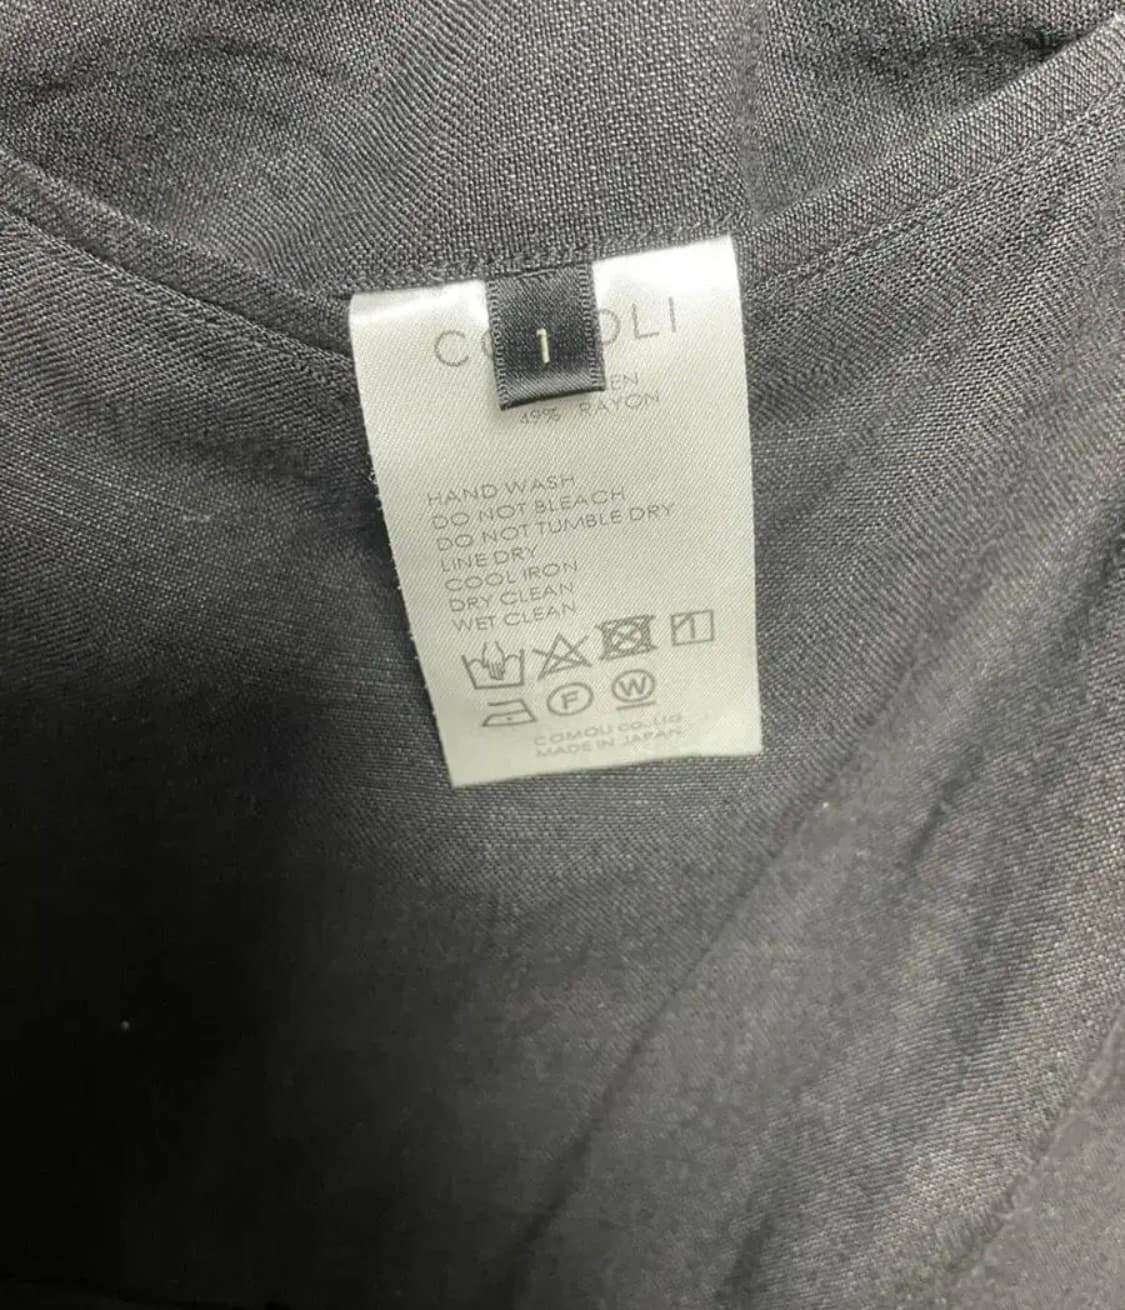 CO OLI
1
EN
49% RAYON
HAND WASH
DO NOT BLEACH
DO NOT TUMBLE DRY
LINE DRY
COOL IRON
DRY CLEAN
WET CLEAN
F W
COMOLI co.,Ltd.
MADE IN JAPAN